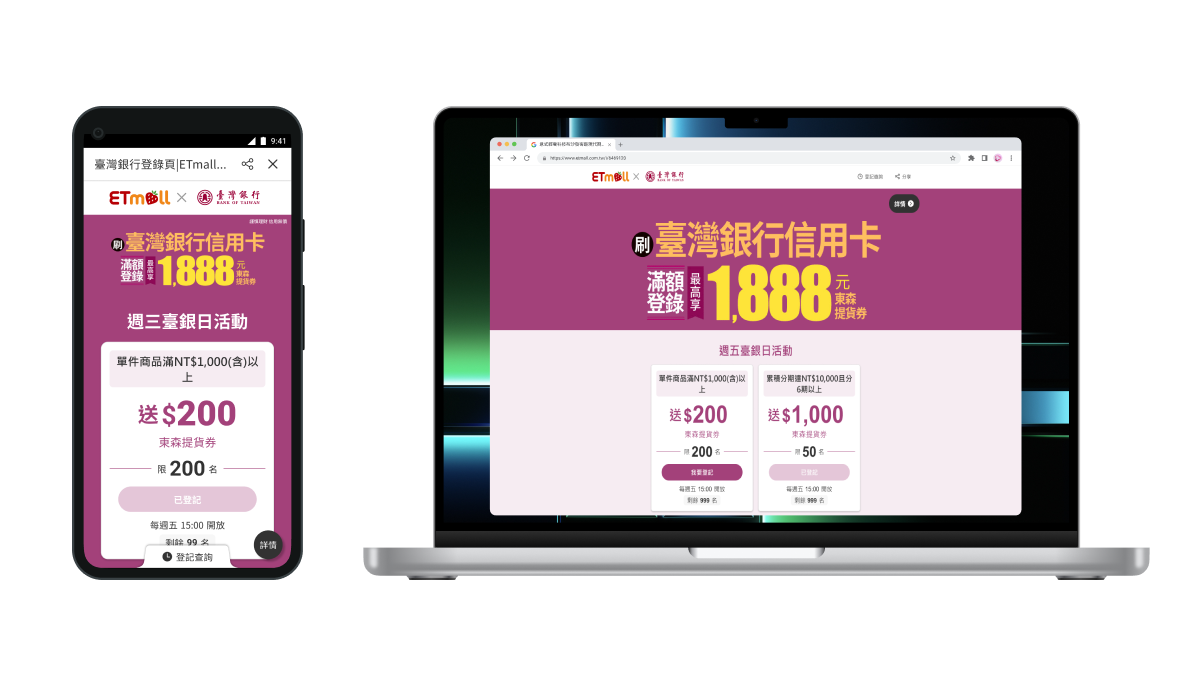 9:41
臺灣銀行登錄頁|ETmall...
ETmall × 臺灣銀行
BANK OF TAIWAN
謹慎理財 信用無價
刷 臺灣銀行信用卡
滿額登錄 最高享 1,888 元 東森提貨券
週三臺銀日活動
單件商品滿NT$1,000(含)以
上
送 $200
東森提貨券
限 200 名
已登記
每週五 15:00 開放
剩餘 99 名
登記查詢
詳情
ETmall × 臺灣銀行
BANK OF TAIWAN
登記查詢 分享
詳情
刷 臺灣銀行信用卡
滿額登錄 最高享 1,888 元 東森提貨券
週五臺銀日活動
單件商品滿NT$1,000(含)以
上
送 $200
東森提貨券
限 200 名
我要登記
每週五 15:00 開放
剩餘 999 名
累積分期達NT$10,000且分
6期以上
送 $1,000
東森提貨券
限 50 名
已登記
每週五 15:00 開放
剩餘 999 名